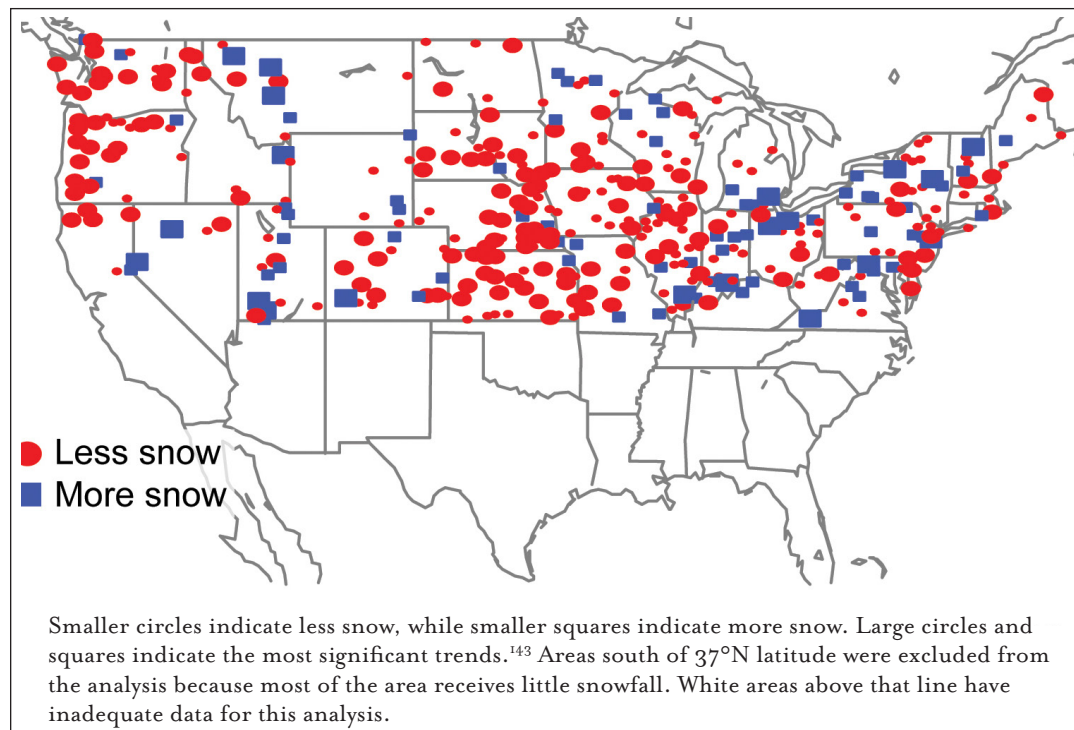 Less snow
More snow
Smaller circles indicate less snow, while smaller squares indicate more snow. Large circles and
squares indicate the most significant trends.¹⁴³ Areas south of 37°N latitude were excluded from
the analysis because most of the area receives little snowfall. White areas above that line have
inadequate data for this analysis.